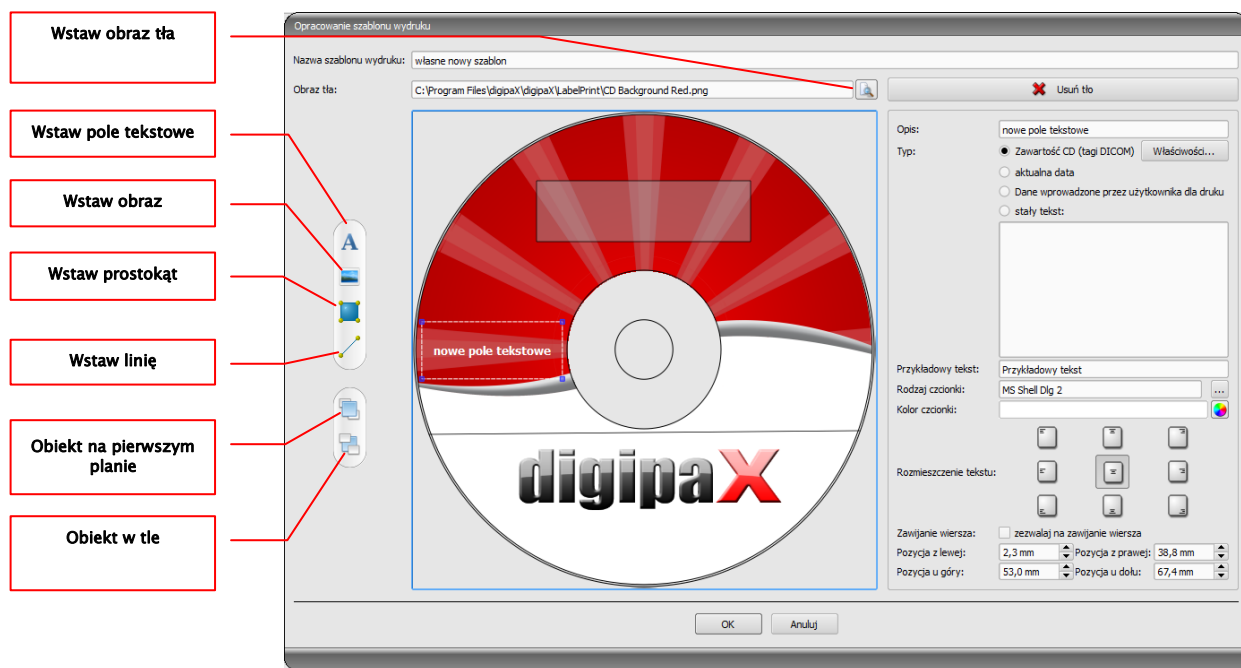 Wstaw obraz tła
Wstaw pole tekstowe
Wstaw obraz
Wstaw prostokąt
Wstaw linię
Obiekt na pierwszym
planie
Obiekt w tle
Opracowanie szablonu wydruku
Nazwa szablonu wydruku: własne nowy szablon
Obraz tła: C:\Program Files\digipaX\digipaX\LabelPrint\CD Background Red.png
Usuń tło
A
nowe pole tekstowe
digipaX
Opis: nowe pole tekstowe
Typ: Zawartość CD (tagi DICOM) Właściwości...
aktualna data
Dane wprowadzone przez użytkownika dla druku
stały tekst:
Przykładowy tekst: Przykładowy tekst
Rodzaj czcionki: MS Shell Dlg 2 ...
Kolor czcionki:
Rozmieszczenie tekstu:
Zawijanie wiersza: zezwalaj na zawijanie wiersza
Pozycja z lewej: 2,3 mm Pozycja z prawej: 38,8 mm
Pozycja u góry: 53,0 mm Pozycja u dołu: 67,4 mm
OK Anuluj